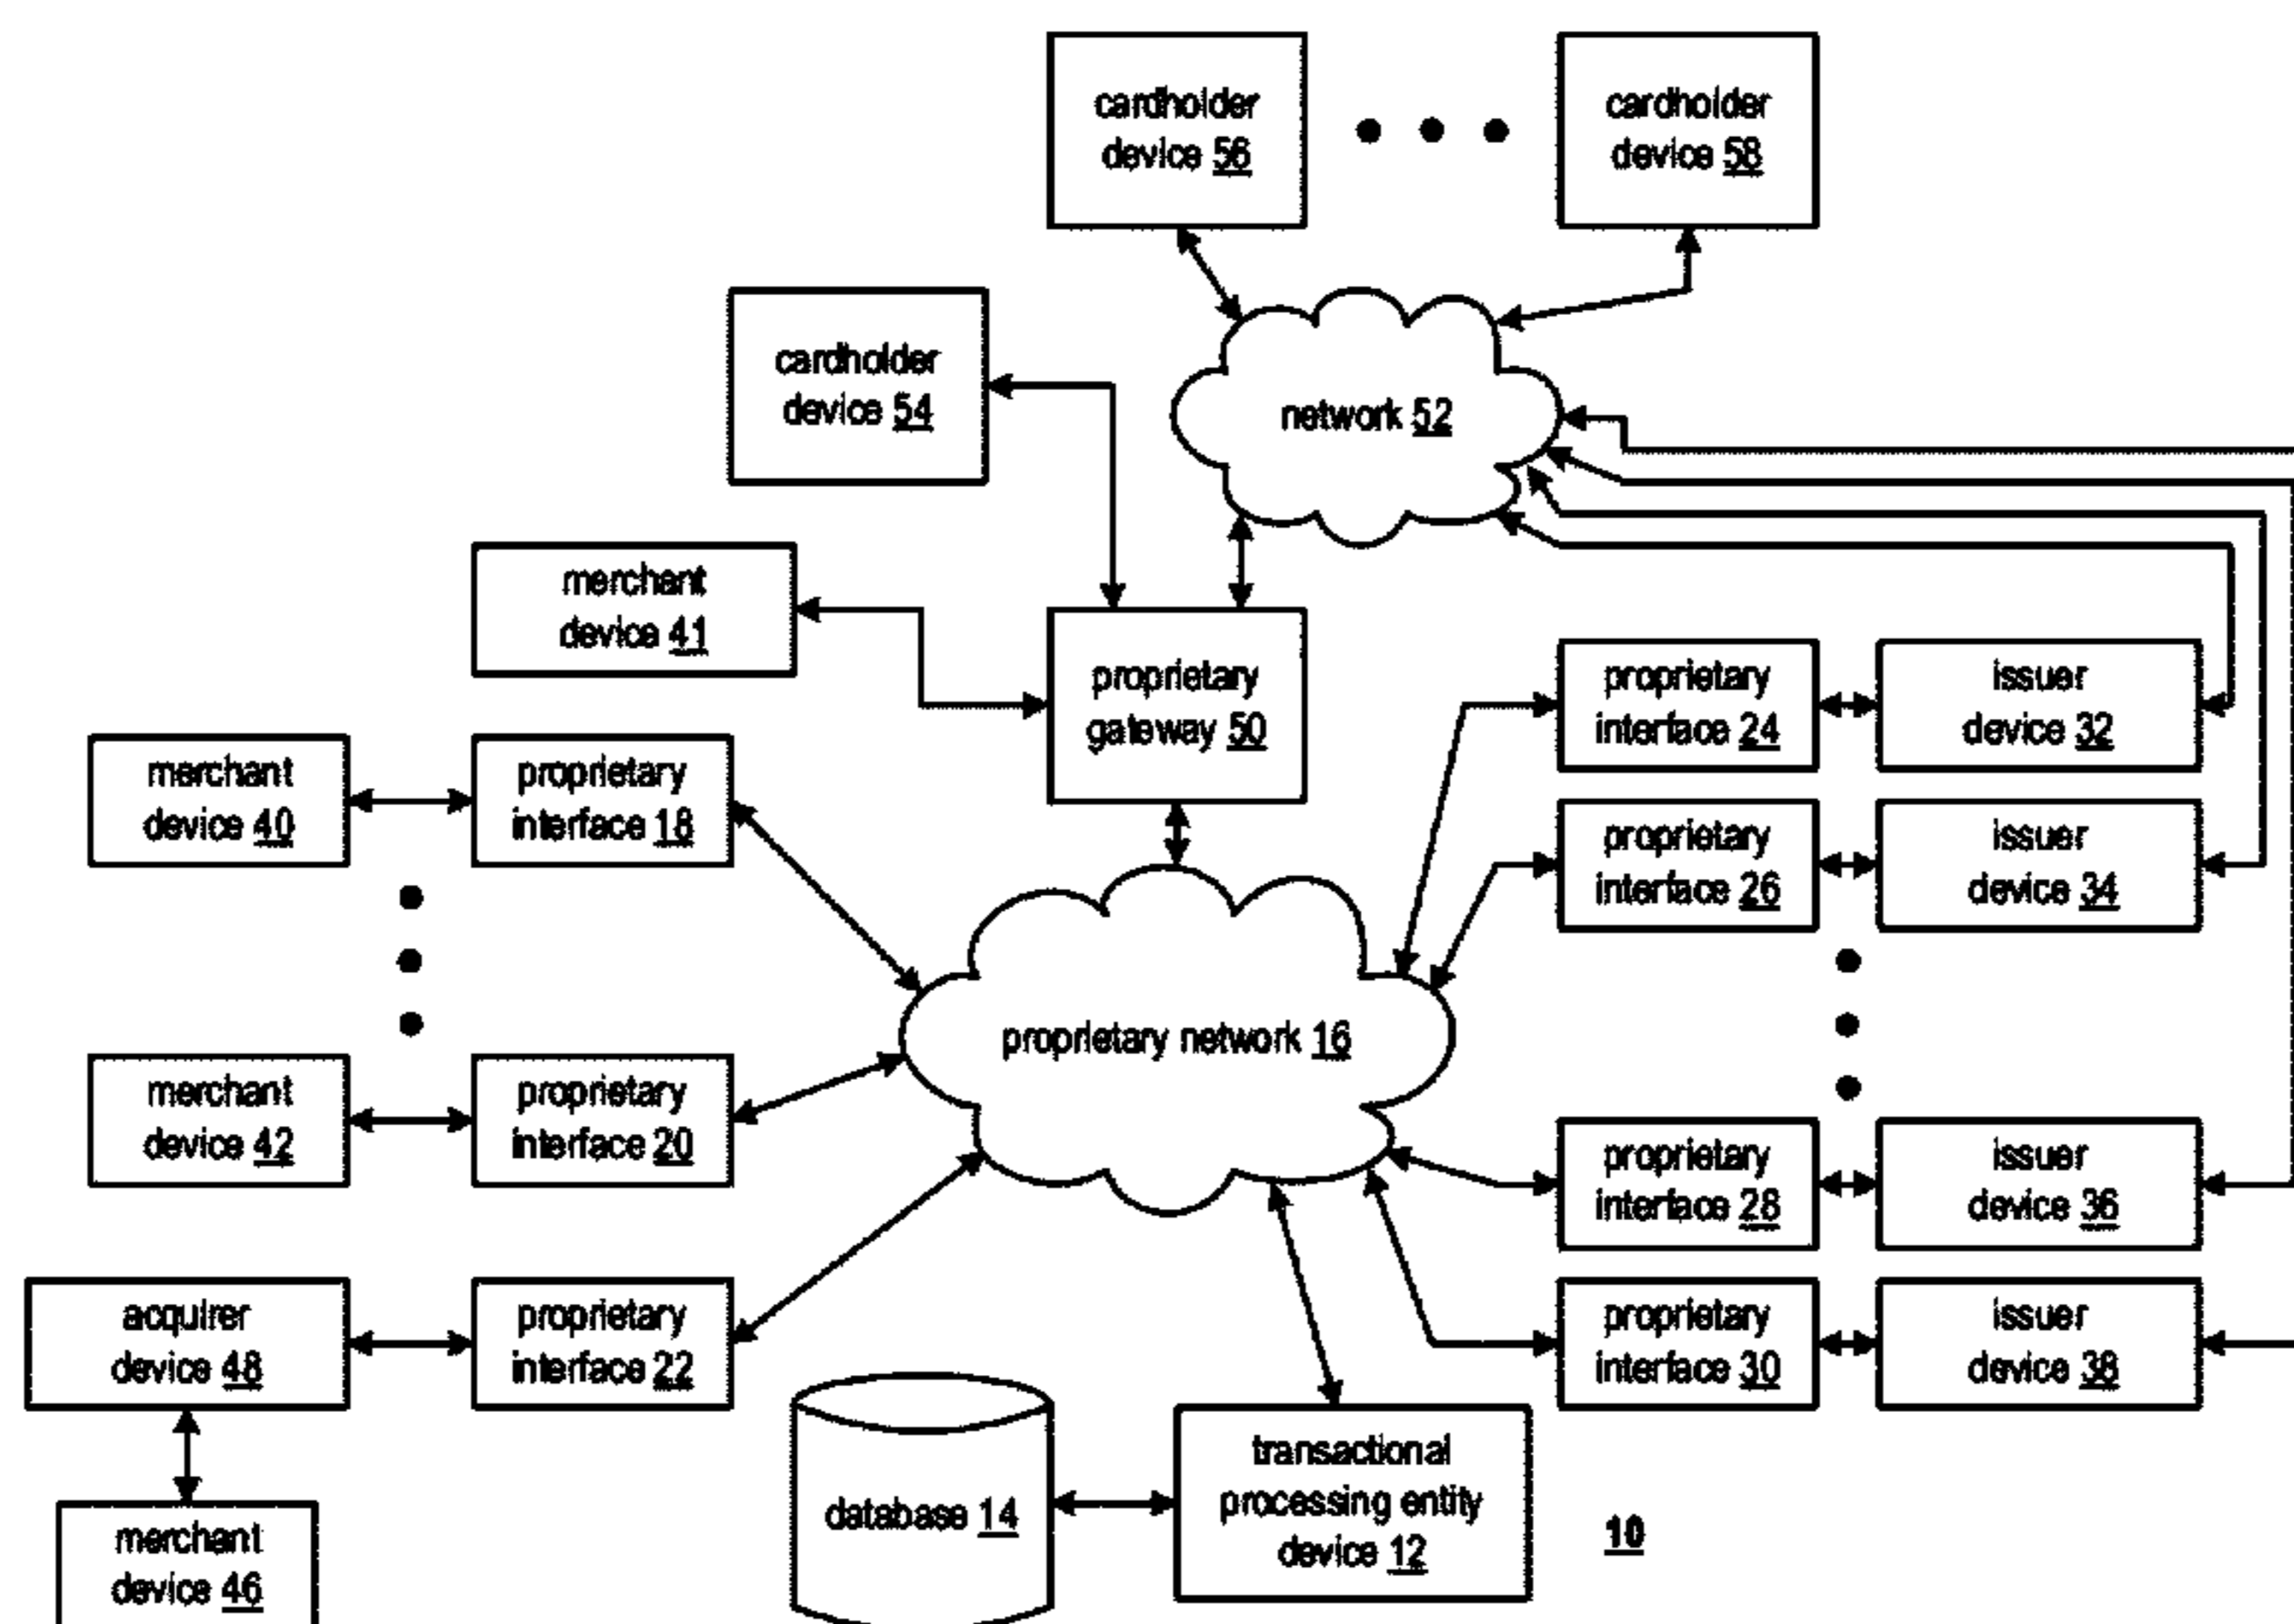 cardholder
device 56
cardholder
device 58
cardholder
device 54
network 52
merchant
device 41
proprietary
gateway 50
proprietary
interface 24
issuer
device 32
merchant
device 40
proprietary
interface 18
proprietary
interface 26
issuer
device 34
proprietary network 16
merchant
device 42
proprietary
interface 20
proprietary
interface 28
issuer
device 36
acquirer
device 48
proprietary
interface 22
proprietary
interface 30
issuer
device 38
database 14
transactional
processing entity
device 12
10
merchant
device 46